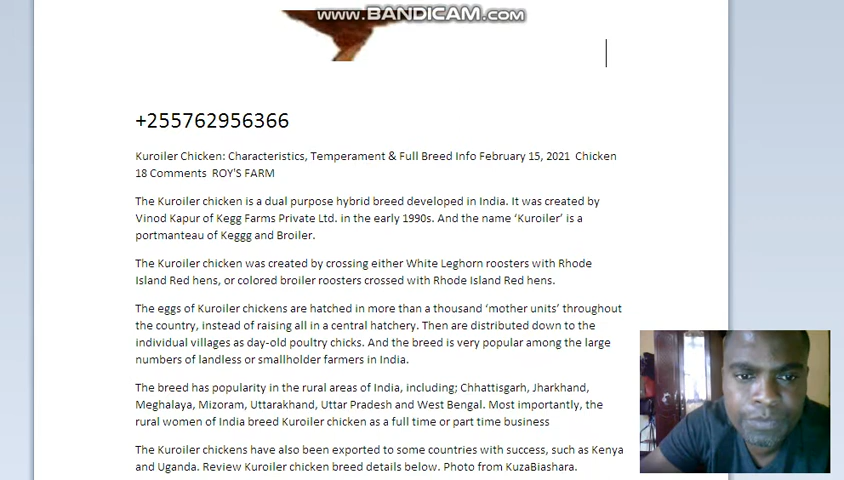 www.BANDICAM.com
+255762956366
Kuroiler Chicken: Characteristics, Temperament & Full Breed Info February 15, 2021  Chicken
18 Comments  ROY'S FARM
The Kuroiler chicken is a dual purpose hybrid breed developed in India. It was created by
Vinod Kapur of Kegg Farms Private Ltd. in the early 1990s. And the name ‘Kuroiler’ is a
portmanteau of Keggg and Broiler.
The Kuroiler chicken was created by crossing either White Leghorn roosters with Rhode
Island Red hens, or colored broiler roosters crossed with Rhode Island Red hens.
The eggs of Kuroiler chickens are hatched in more than a thousand ‘mother units’ throughout
the country, instead of raising all in a central hatchery. Then are distributed down to the
individual villages as day-old poultry chicks. And the breed is very popular among the large
numbers of landless or smallholder farmers in India.
The breed has popularity in the rural areas of India, including; Chhattisgarh, Jharkhand,
Meghalaya, Mizoram, Uttarakhand, Uttar Pradesh and West Bengal. Most importantly, the
rural women of India breed Kuroiler chicken as a full time or part time business
The Kuroiler chickens have also been exported to some countries with success, such as Kenya
and Uganda. Review Kuroiler chicken breed details below. Photo from KuzaBiashara.